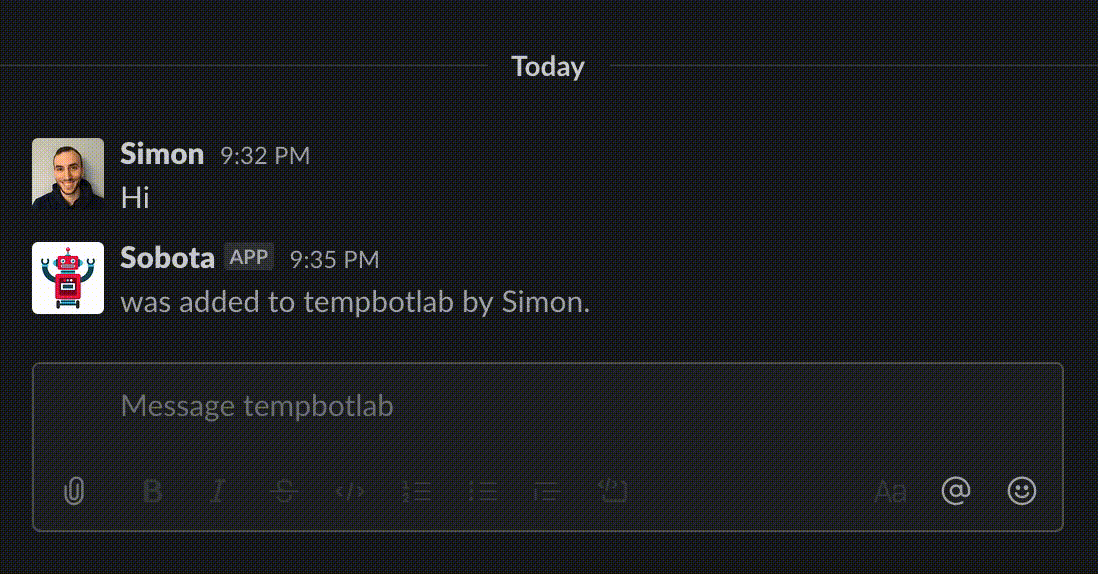 Today
Simon 9:32 PM
Hi
Sobota APP 9:35 PM
was added to tempbotlab by Simon.
Message tempbotlab
B I S </> Aa @